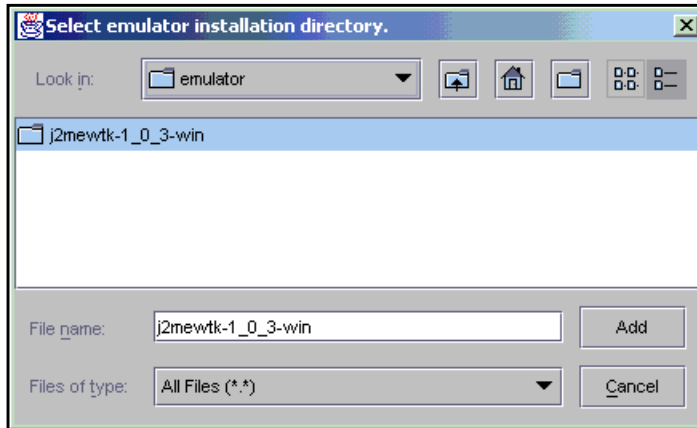 Select emulator installation directory.
Look in: emulator
j2mewtk-1_0_3-win
File name: j2mewtk-1_0_3-win Add
Files of type: All Files (*.*) Cancel